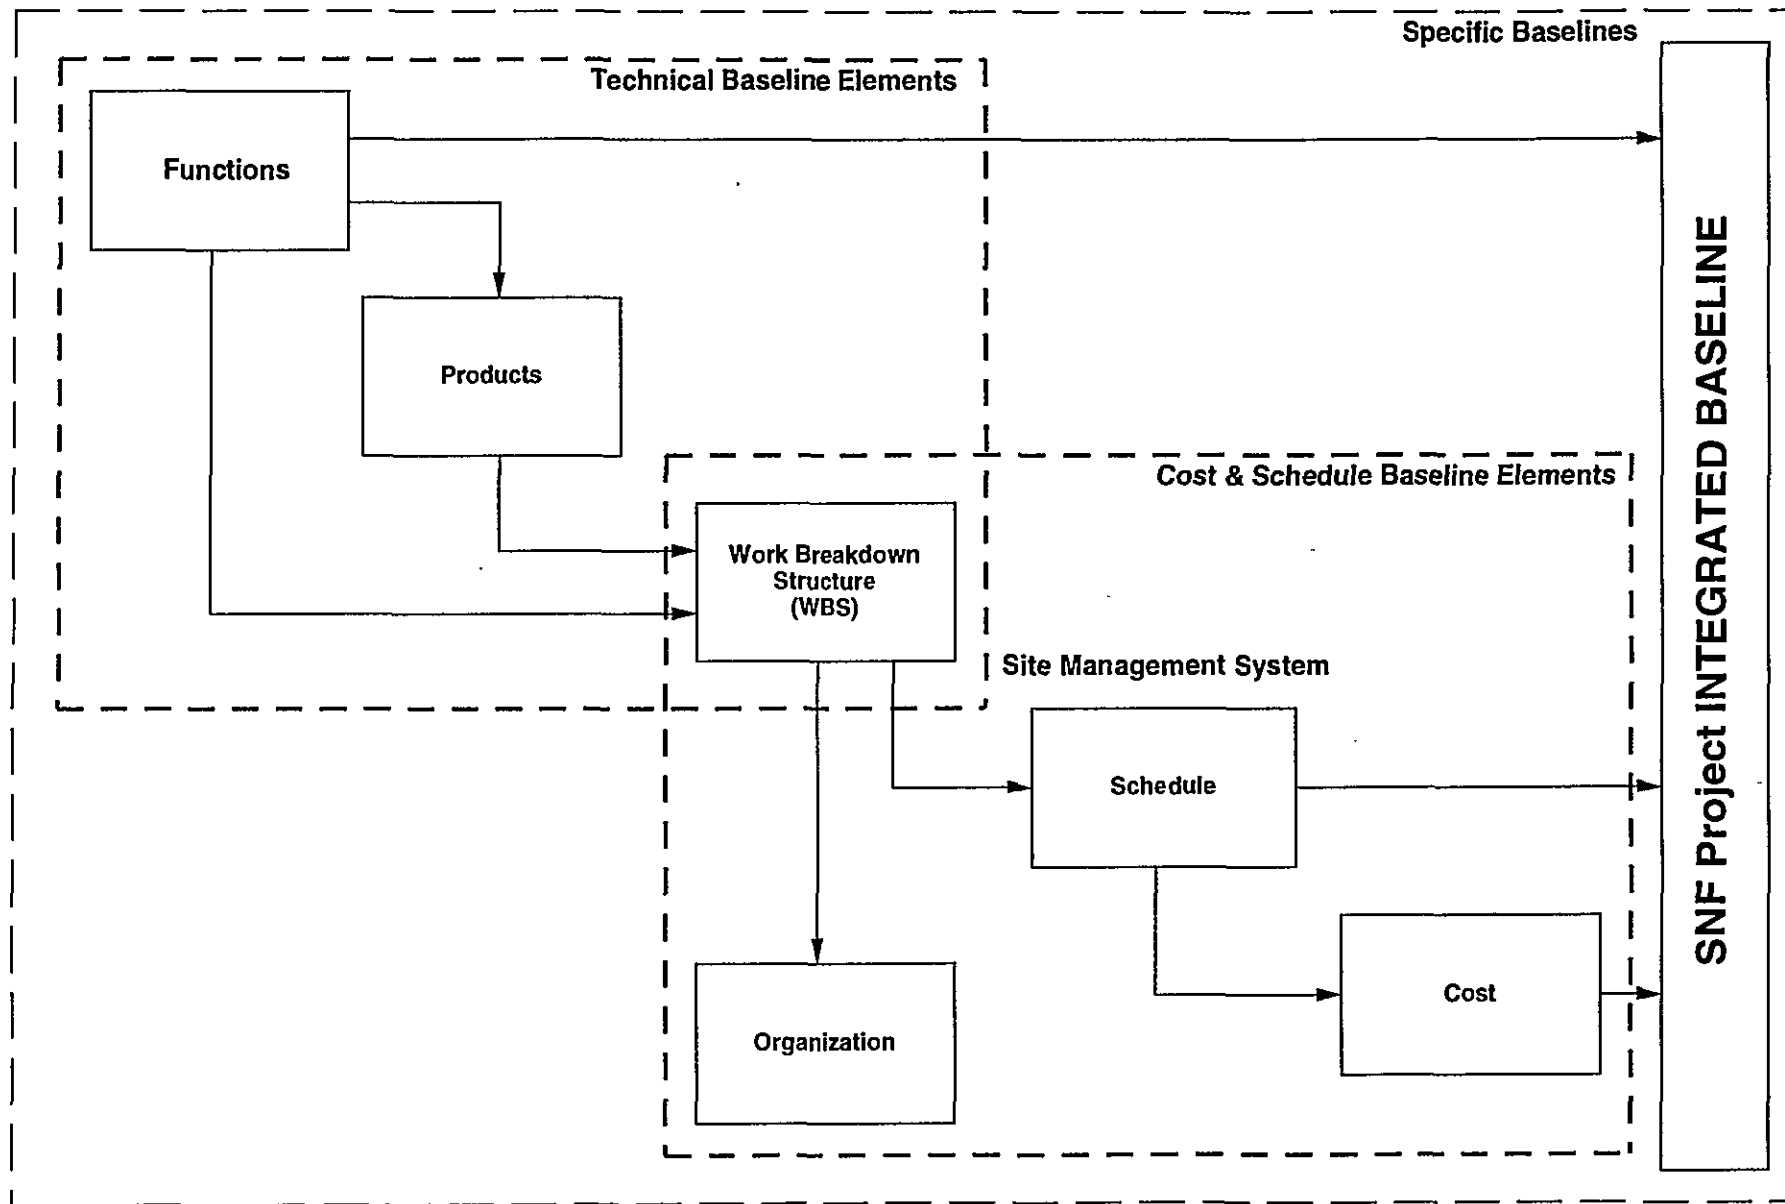 Specific Baselines
Technical Baseline Elements
Functions
Products
Cost & Schedule Baseline Elements
Work Breakdown
Structure
(WBS)
Site Management System
Schedule
Cost
Organization
SNF Project INTEGRATED BASELINE